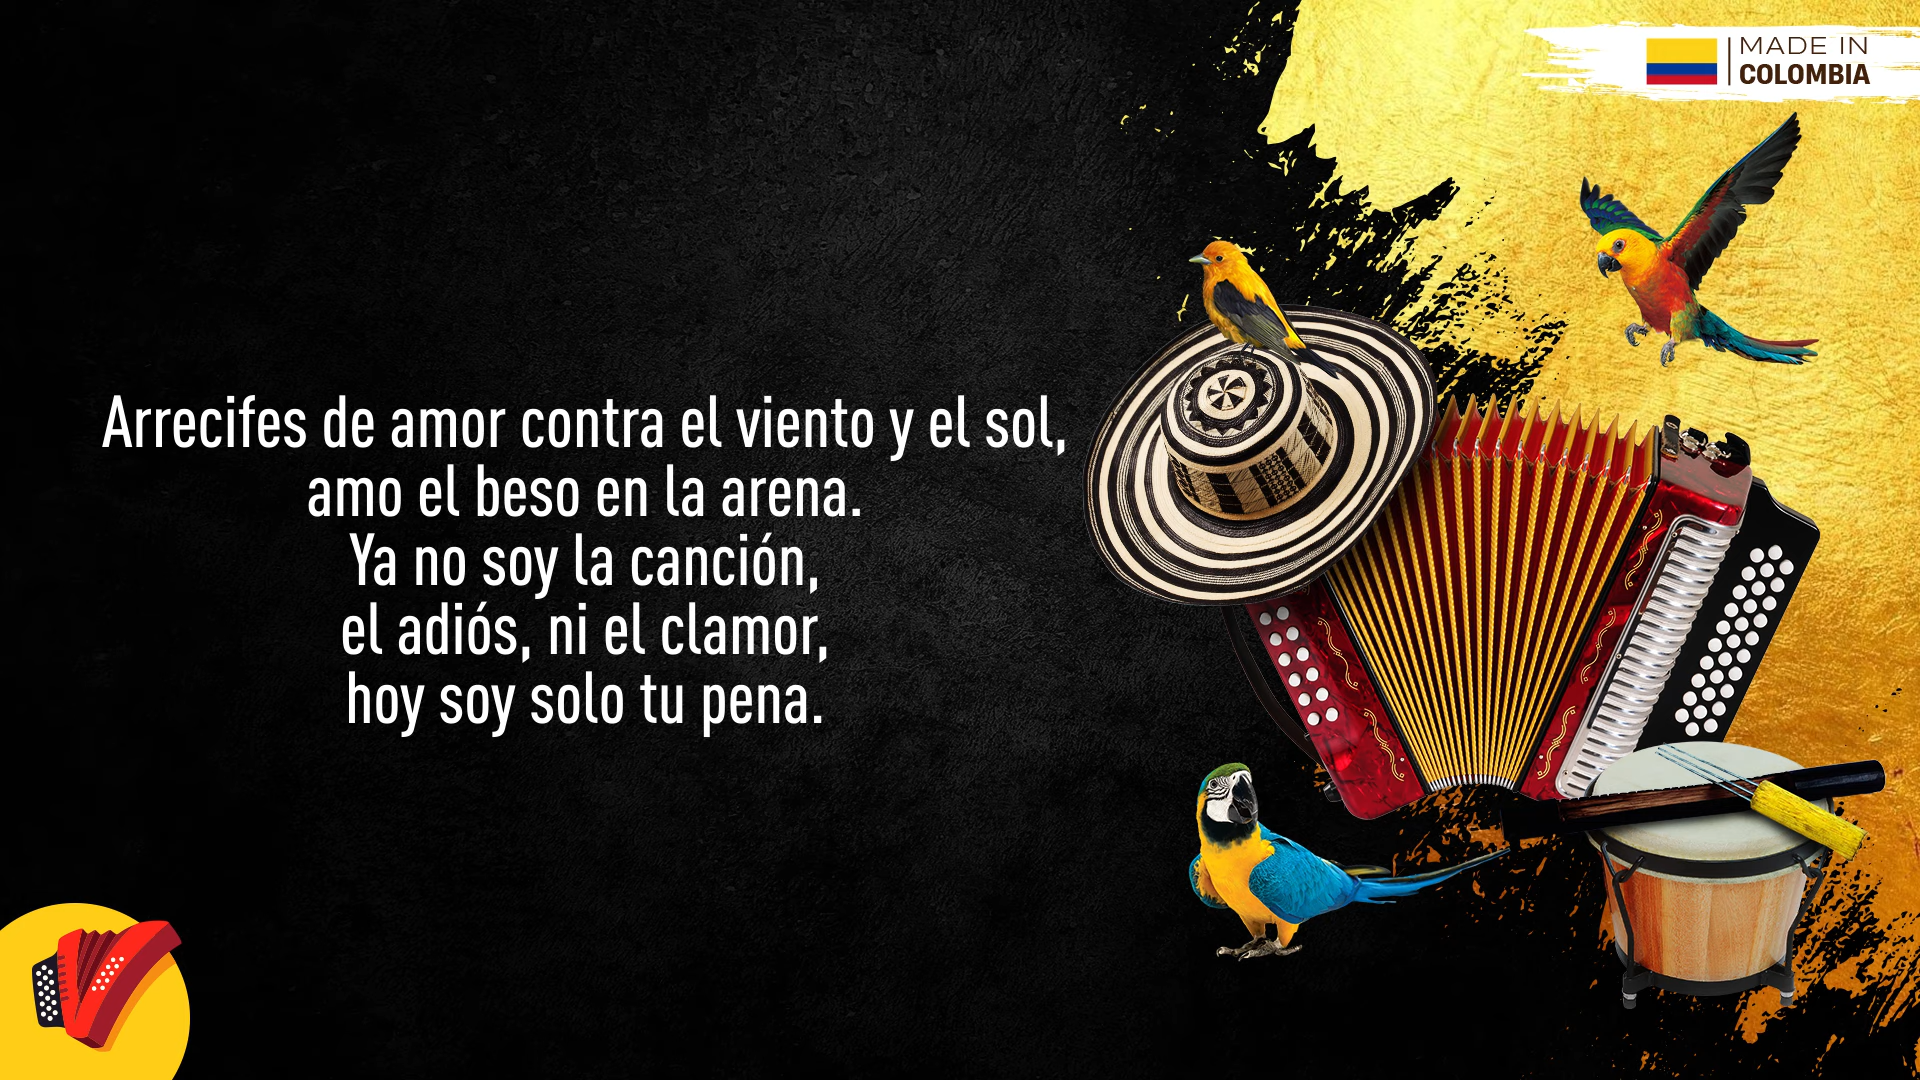 MADE IN
COLOMBIA
Arrecifes de amor contra el viento y el sol,
amo el beso en la arena.
Ya no soy la canción,
el adiós, ni el clamor,
hoy soy solo tu pena.